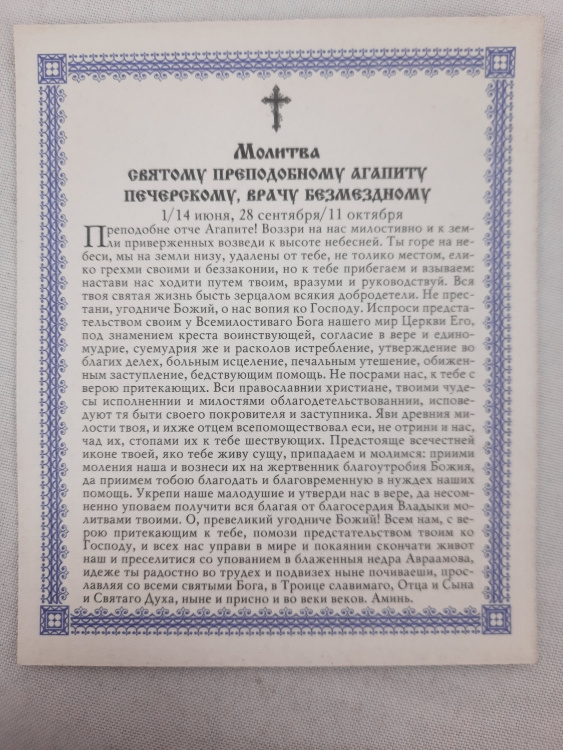 Молитва
святому преподобному Агапиту
Печерскому, врачу безмездному
1/14 июня, 28 сентября/11 октября
Преподобне отче Агапите! Воззри на нас милостивно и к зем-
ли приверженных возведи к высоте небесней. Ты горе на не-
беси, мы на земли низу, удалены от тебе, не толико местом, ели-
ко грехми своими и беззаконии, но к тебе прибегаем и взываем:
настави нас ходити путем твоим, вразуми и руководствуй. Вся
твоя святая жизнь бысть зерцалом всякия добродетели. Не прес-
тани, угодниче Божий, о нас вопия ко Господу. Испроси предста-
тельством своим у Всемилостиваго Бога нашего мир Церкви Его,
под знамением креста воинствующей, согласие в вере и едино-
мудрие, суемудрия же и расколов истребление, утверждение во
благих делех, больным исцеление, печальным утешение, обижен-
ным заступление, бедствующим помощь. Не посрами нас, к тебе с
верою притекающих. Вси православнии христиане, твоими чуде-
сы исполненнии и милостями облагодетельствованнии, испове-
дуют тя быти своего покровителя и заступника. Яви древния ми-
лости твоя, и ихже отцем всепомоществовал еси, не отрини и нас,
чад их, стопами их к тебе шествующих. Предстояще всечестней
иконе твоей, яко тебе живу сущу, припадаем и молимся: приими
моления наша и вознеси их на жертвенник благоутробия Божия,
да приимем тобою благодать и благовременную в нуждех наших
помощь. Укрепи наше малодушие и утверди нас в вере, да несом-
ненно уповаем получити вся благая от благосердия Владыки мо-
литвами твоими. О, превеликий угодниче Божий! Всем нам, с ве-
рою притекающим к тебе, помози предстательством твоим ко
Господу, и всех нас управи в мире и покаянии скончати живот
наш и преселитися со упованием в блаженныя недра Авраамова,
идеже ты радостно во трудех и подвизех ныне почиваеши, прос-
лавляя со всеми святыми Бога, в Троице славимаго, Отца и Сына
и Святаго Духа, ныне и присно и во веки веков. Аминь.